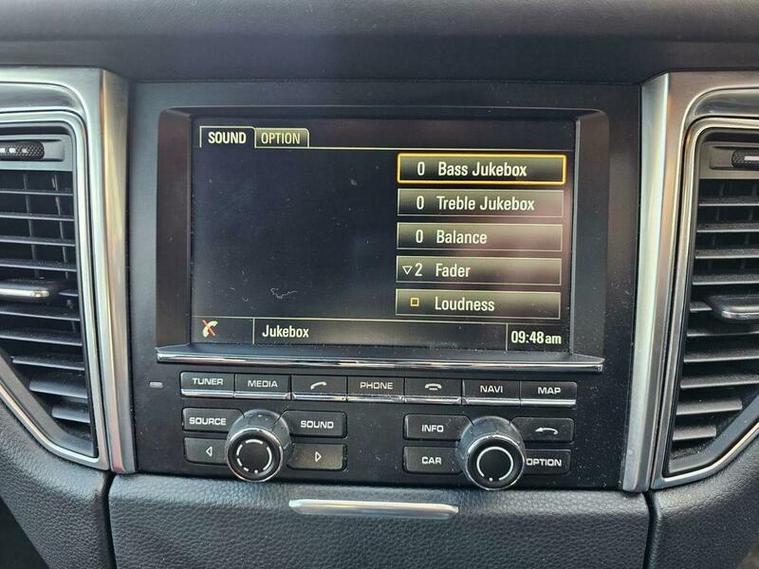 SOUND OPTION
0 Bass Jukebox
0 Treble Jukebox
0 Balance
▽2 Fader
Loudness
Jukebox 09:48am
TUNER MEDIA PHONE NAVI MAP
SOURCE SOUND INFO
CAR OPTION